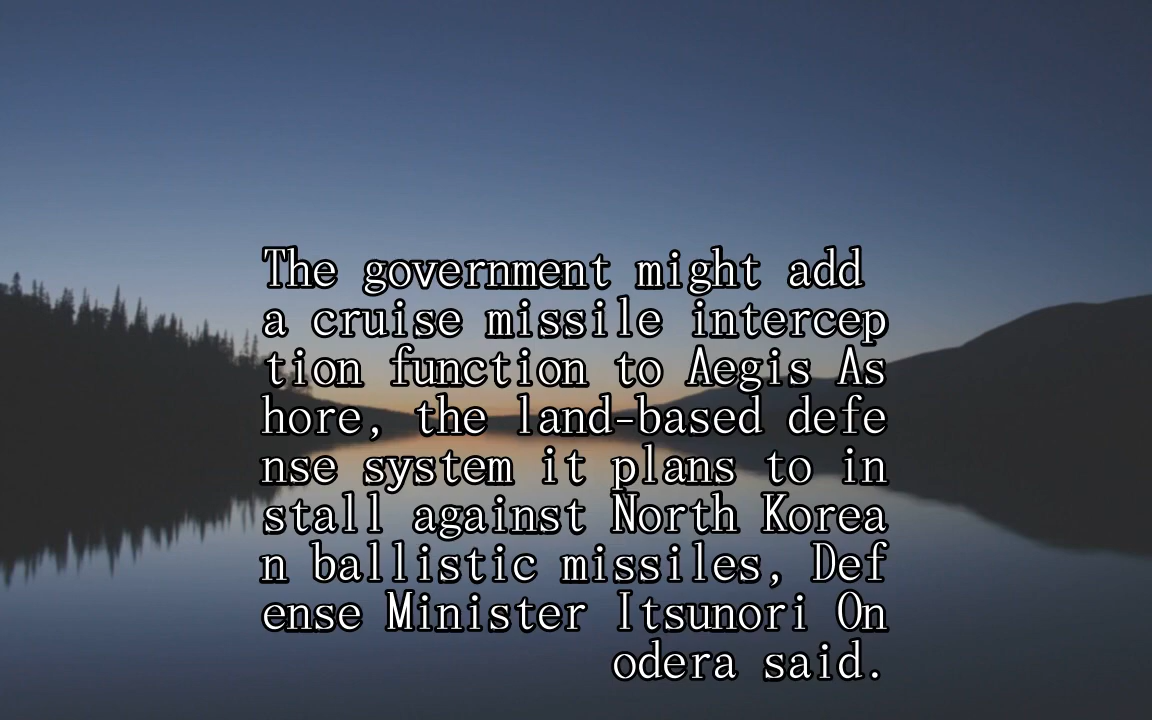 The government might add
a cruise missile intercep
tion function to Aegis As
hore, the land-based defe
nse system it plans to in
stall against North Korea
n ballistic missiles, Def
ense Minister Itsunori On
odera said.